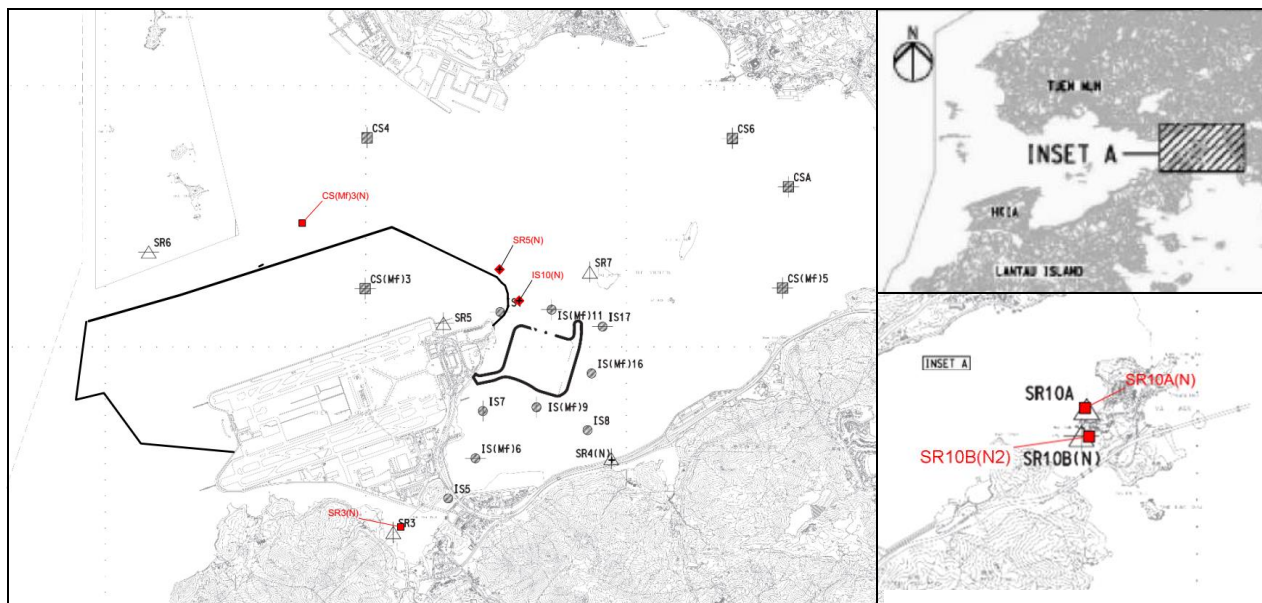 CS4
CS6
CSA
CS(Mf)3(N)
SR6
SR5(N)
SR7
IS10(N)
CS(Mf)3
CS(Mf)5
SR5
IS(Mf)11
IS17
IS(Mf)16
IS7
IS(Mf)9
IS8
IS(Mf)6
SR4(N)
IS5
SR3(N)
SR3
N
TUEN MUN
INSET A
HKIA
LANTAU ISLAND
INSET A
SR10A(N)
SR10A
SR10B(N2)
SR10B(N)